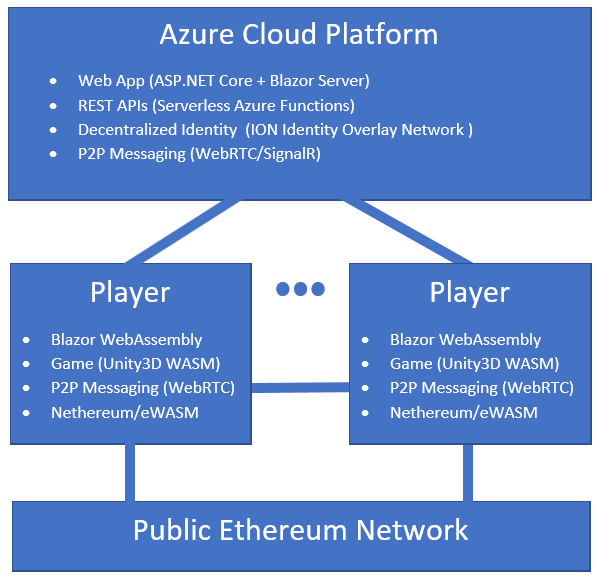 Azure Cloud Platform
• Web App (ASP.NET Core + Blazor Server)
• REST APIs (Serverless Azure Functions)
• Decentralized Identity  (ION Identity Overlay Network )
• P2P Messaging (WebRTC/SignalR)
Player
• Blazor WebAssembly
• Game (Unity3D WASM)
• P2P Messaging (WebRTC)
• Nethereum/eWASM
Player
• Blazor WebAssembly
• Game (Unity3D WASM)
• P2P Messaging (WebRTC)
• Nethereum/eWASM
Public Ethereum Network